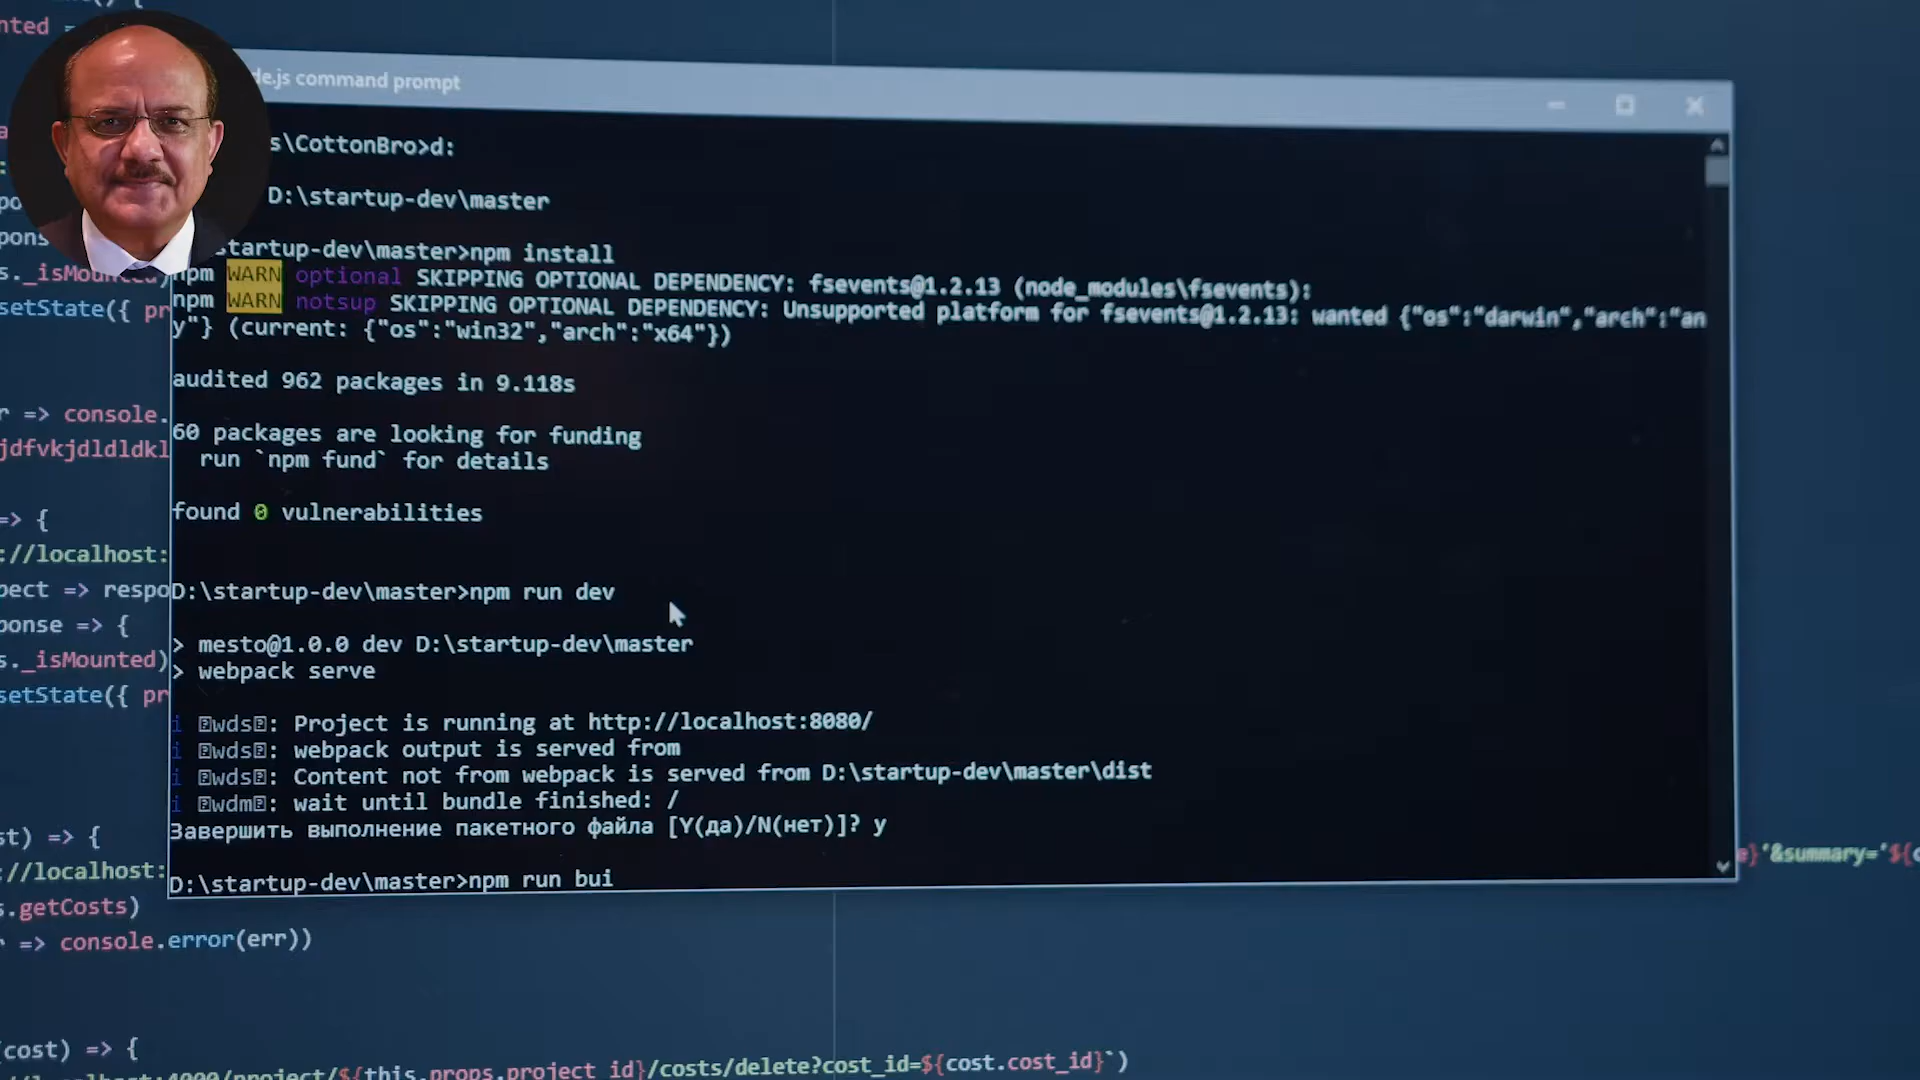 nted =
de.js command prompt
s\CottonBro>d:
D:\startup-dev\master
startup-dev\master>npm install
npm WARN optional SKIPPING OPTIONAL DEPENDENCY: fsevents@1.2.13 (node_modules\fsevents):
npm WARN notsup SKIPPING OPTIONAL DEPENDENCY: Unsupported platform for fsevents@1.2.13: wanted {"os":"darwin","arch":"an
y"} (current: {"os":"win32","arch":"x64"})
audited 962 packages in 9.118s
60 packages are looking for funding
run `npm fund` for details
found 0 vulnerabilities
D:\startup-dev\master>npm run dev
> mesto@1.0.0 dev D:\startup-dev\master
> webpack serve
i wds: Project is running at http://localhost:8080/
i wds: webpack output is served from
i wds: Content not from webpack is served from D:\startup-dev\master\dist
i wdm: wait until bundle finished: /
Завершить выполнение пакетного файла [Y(да)/N(нет)]? y
D:\startup-dev\master>npm run bui
pons
s._isMounted)
setState({ pr
r => console.
jdfvkjdldldkl
=> {
://localhost:
pect => respo
ponse => {
s._isMounted)
setState({ pr
st) => {
://localhost:
s.getCosts)
r => console.error(err))
}'&summary='${c
(cost) => {
//localhost:4000/project/${this.props.project_id}/costs/delete?cost_id=${cost.cost_id}`)